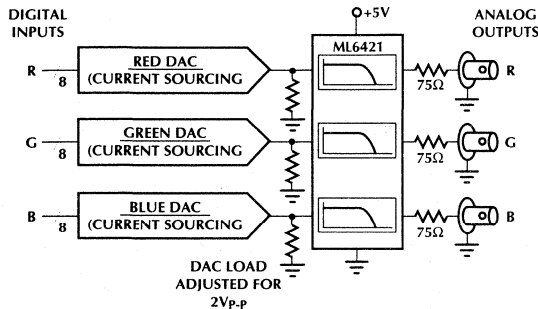 DIGITAL
INPUTS
+5V
ANALOG
OUTPUTS
ML6421
R
8
RED DAC
(CURRENT SOURCING
75Ω
R
G
8
GREEN DAC
(CURRENT SOURCING
75Ω
G
B
8
BLUE DAC
(CURRENT SOURCING
75Ω
B
DAC LOAD
ADJUSTED FOR
2VP-P